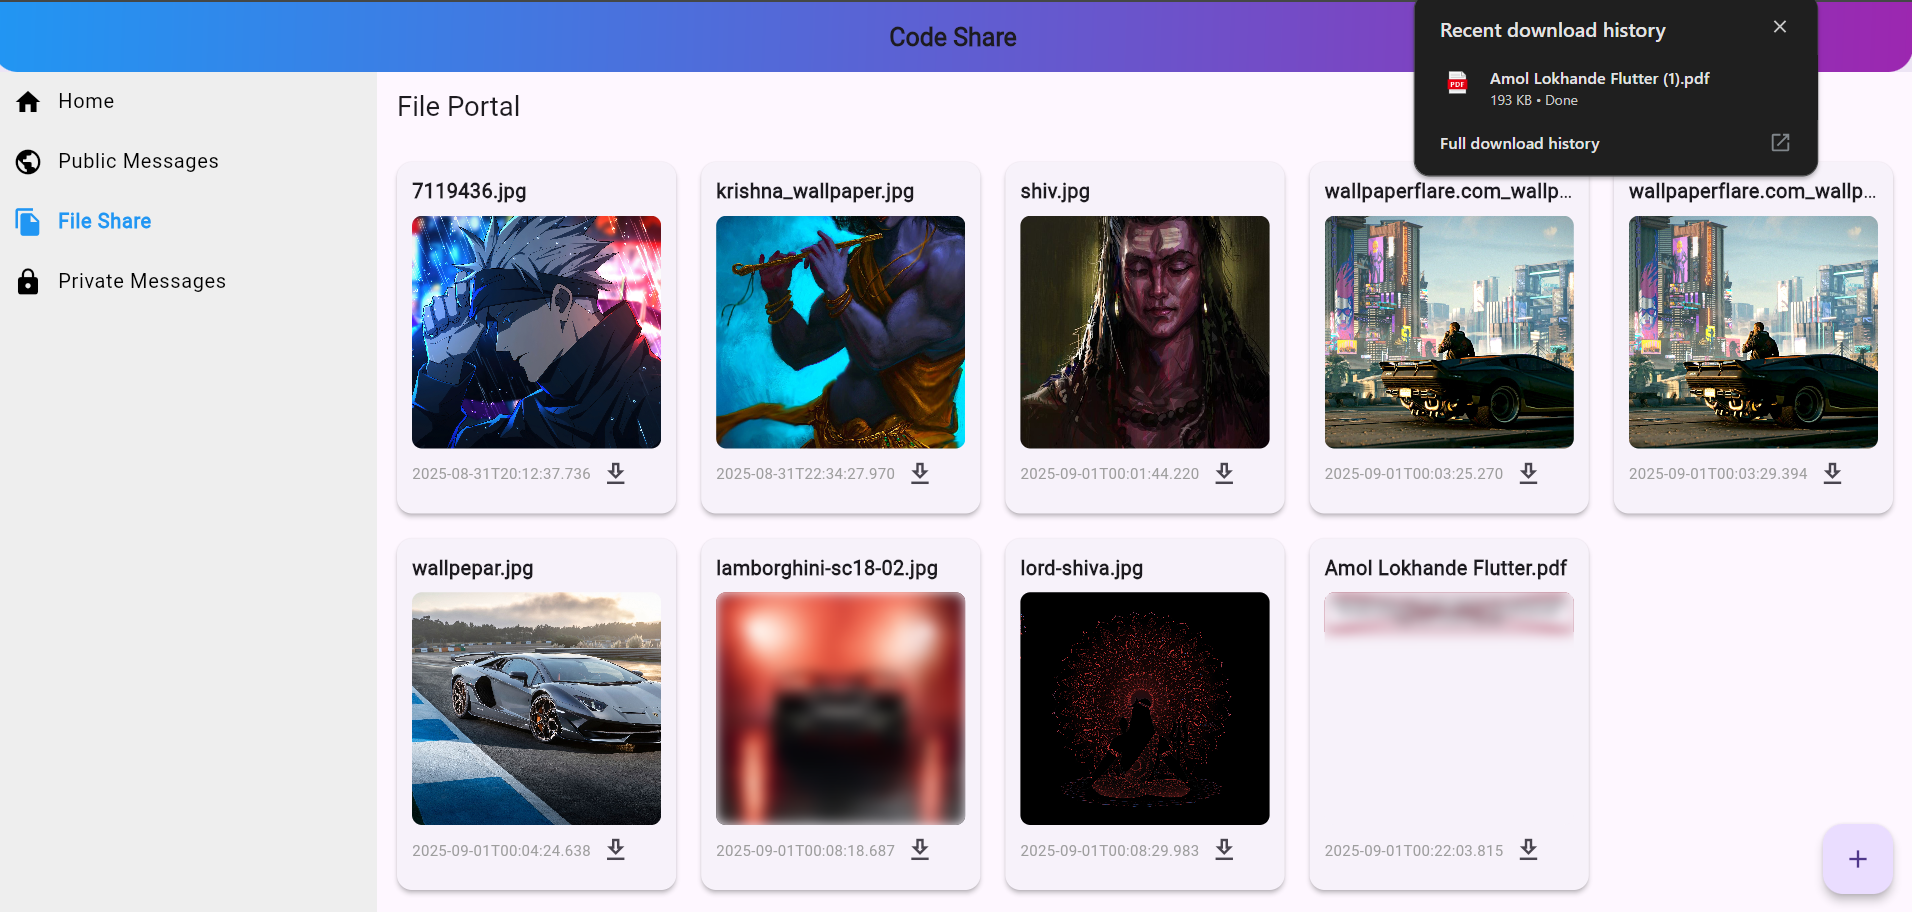 Code Share
Recent download history
Amol Lokhande Flutter (1).pdf
193 KB • Done
Full download history
Home
Public Messages
File Share
Private Messages
File Portal
7119436.jpg
krishna_wallpaper.jpg
shiv.jpg
wallpaperflare.com_wallp...
wallpaperflare.com_wallp...
2025-08-31T20:12:37.736
2025-08-31T22:34:27.970
2025-09-01T00:01:44.220
2025-09-01T00:03:25.270
2025-09-01T00:03:29.394
wallpepar.jpg
lamborghini-sc18-02.jpg
lord-shiva.jpg
Amol Lokhande Flutter.pdf
2025-09-01T00:04:24.638
2025-09-01T00:08:18.687
2025-09-01T00:08:29.983
2025-09-01T00:22:03.815